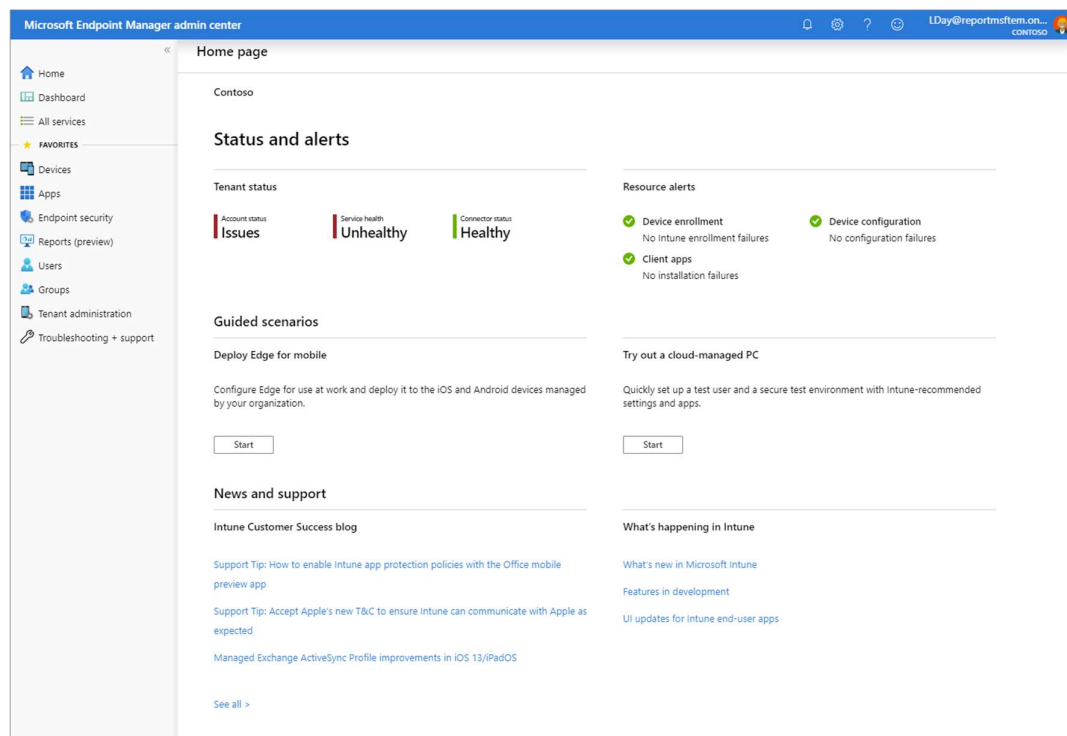 Microsoft Endpoint Manager admin center
LDay@reportmsftem.on...
CONTOSO
«
Home
Dashboard
All services
FAVORITES
Devices
Apps
Endpoint security
Reports (preview)
Users
Groups
Tenant administration
Troubleshooting + support
Home page
Contoso
Status and alerts
Tenant status
Account status
Issues
Service health
Unhealthy
Connector status
Healthy
Resource alerts
Device enrollment
No Intune enrollment failures
Device configuration
No configuration failures
Client apps
No installation failures
Guided scenarios
Deploy Edge for mobile
Configure Edge for use at work and deploy it to the iOS and Android devices managed
by your organization.
Start
Try out a cloud-managed PC
Quickly set up a test user and a secure test environment with Intune-recommended
settings and apps.
Start
News and support
Intune Customer Success blog
Support Tip: How to enable Intune app protection policies with the Office mobile
preview app
Support Tip: Accept Apple's new T&C to ensure Intune can communicate with Apple as
expected
Managed Exchange ActiveSync Profile improvements in iOS 13/iPadOS
See all >
What's happening in Intune
What's new in Microsoft Intune
Features in development
UI updates for Intune end-user apps